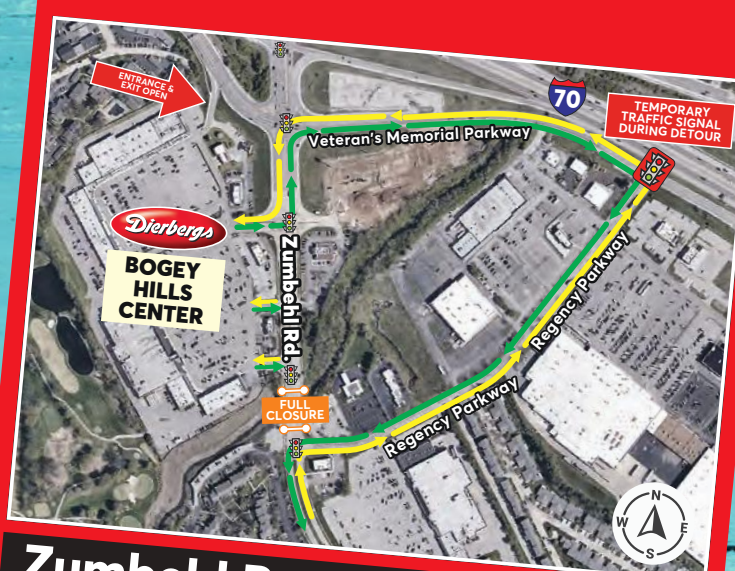 ENTRANCE &
EXIT OPEN
70
TEMPORARY
TRAFFIC SIGNAL
DURING DETOUR
Veteran's Memorial Parkway
Dierbergs
BOGEY
HILLS
CENTER
Zumbehl Rd.
Regency Parkway
FULL
CLOSURE
Regency Parkway
N
W
E
S
Zumbehl